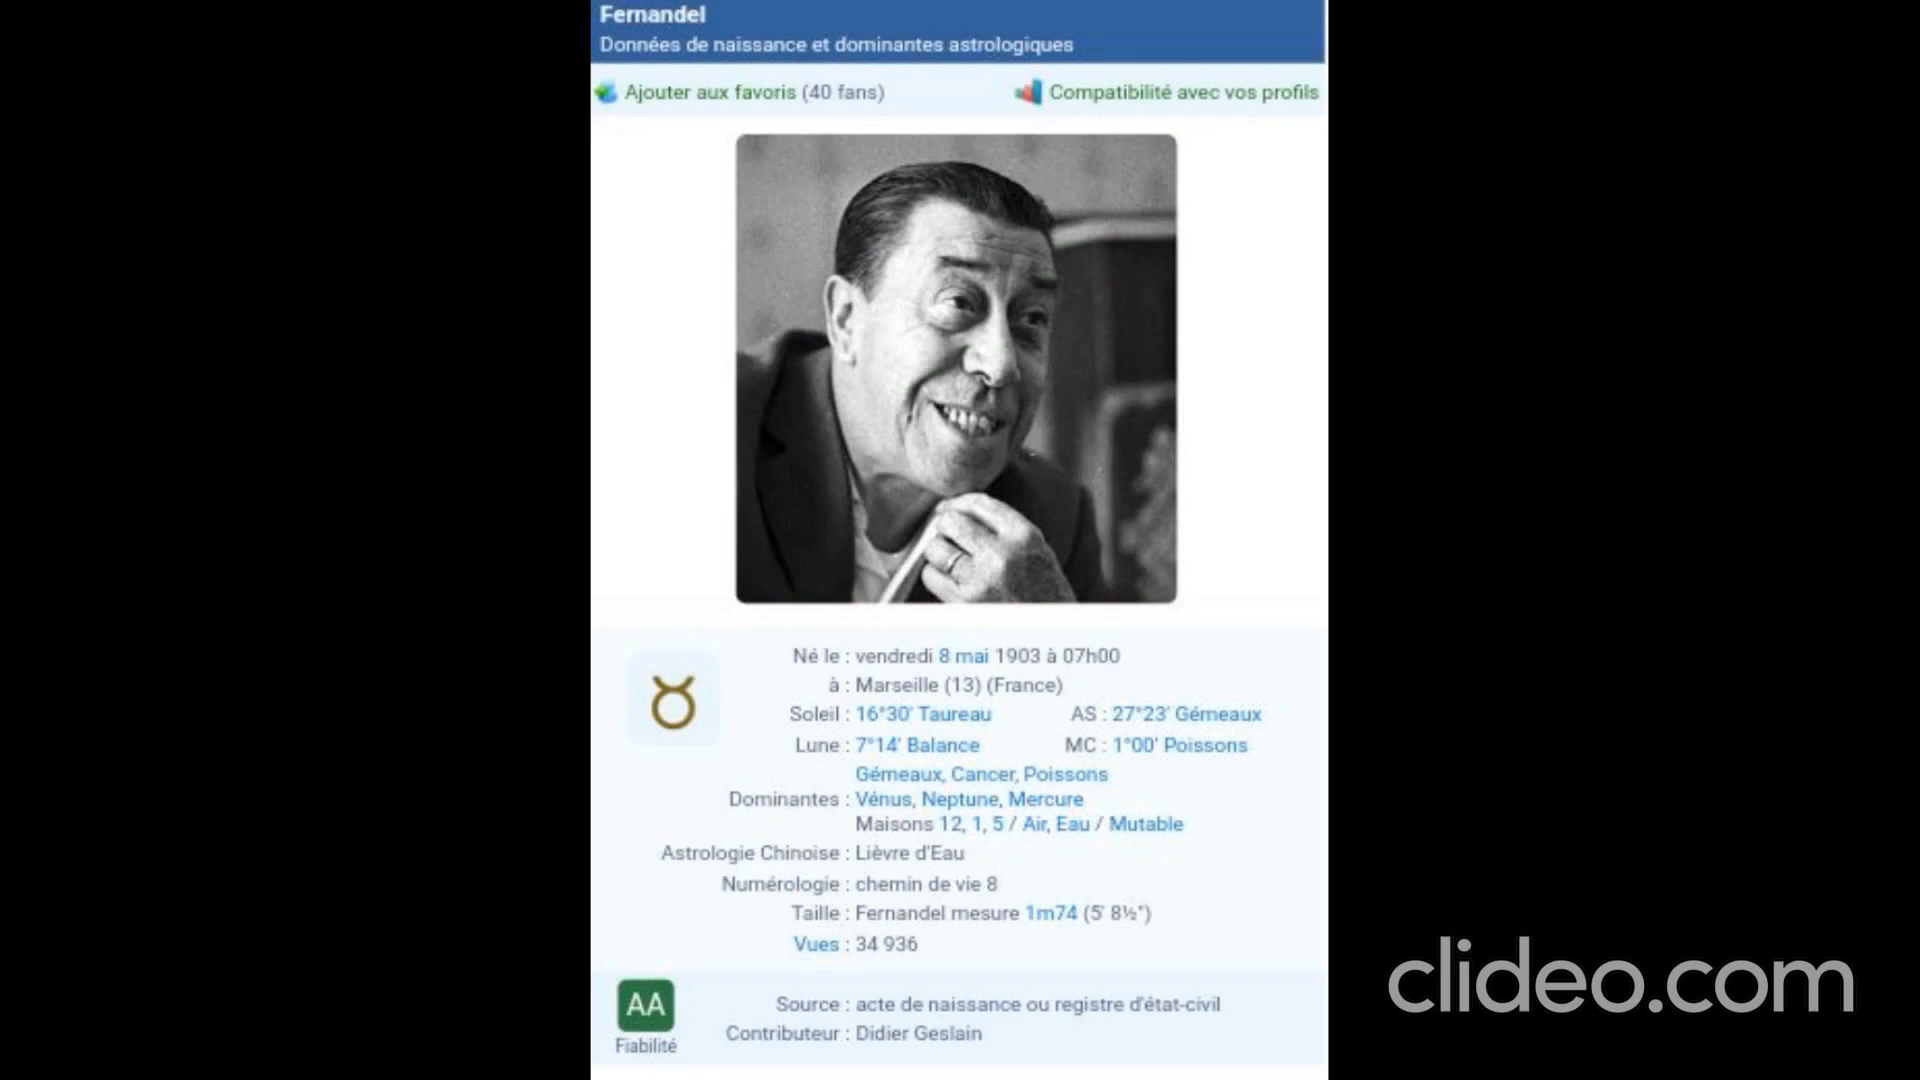 Fernandel
Données de naissance et dominantes astrologiques
Ajouter aux favoris (40 fans)
Compatibilité avec vos profils
Né le : vendredi 8 mai 1903 à 07h00
à : Marseille (13) (France)
Soleil : 16°30' Taureau AS : 27°23' Gémeaux
Lune : 7°14' Balance MC : 1°00' Poissons
Gémeaux, Cancer, Poissons
Dominantes : Vénus, Neptune, Mercure
Maisons 12, 1, 5 / Air, Eau / Mutable
Astrologie Chinoise : Lièvre d'Eau
Numérologie : chemin de vie 8
Taille : Fernandel mesure 1m74 (5' 8½")
Vues : 34 936
AA
Fiabilité
Source : acte de naissance ou registre d'état-civil
Contributeur : Didier Geslain
clideo.com